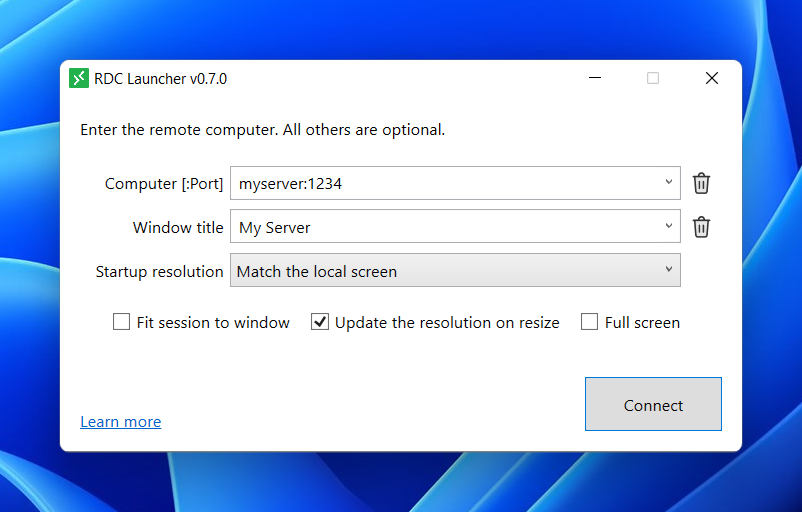 RDC Launcher v0.7.0
Enter the remote computer. All others are optional.
Computer [:Port] myserver:1234
Window title My Server
Startup resolution Match the local screen
Fit session to window Update the resolution on resize Full screen
Connect
Learn more